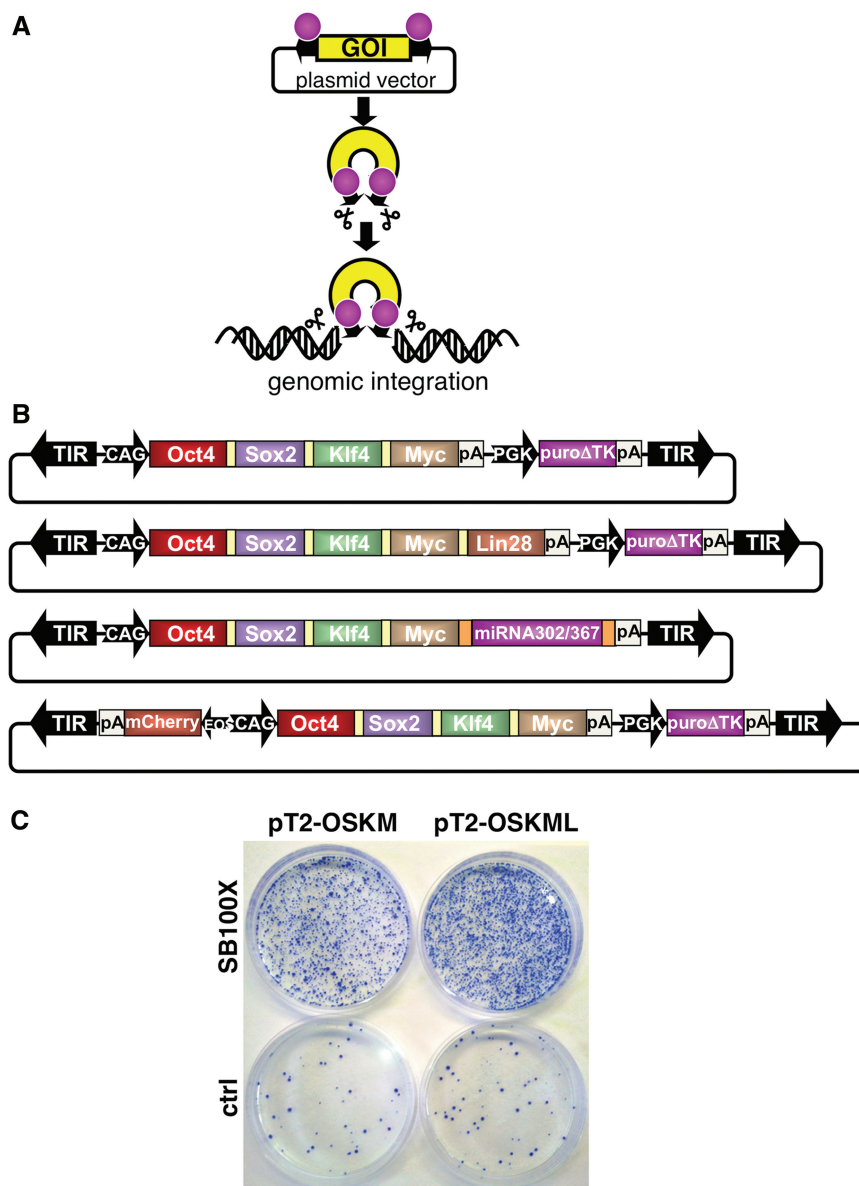 A
GOI
plasmid vector
genomic integration
B
TIR CAG Oct4 Sox2 Klf4 Myc pA PGK puroΔTK pA TIR
TIR CAG Oct4 Sox2 Klf4 Myc Lin28 pA PGK puroΔTK pA TIR
TIR CAG Oct4 Sox2 Klf4 Myc miRNA302/367 pA TIR
TIR pA mCherry EOS CAG Oct4 Sox2 Klf4 Myc pA PGK puroΔTK pA TIR
C
pT2-OSKM pT2-OSKML
SB100X
ctrl